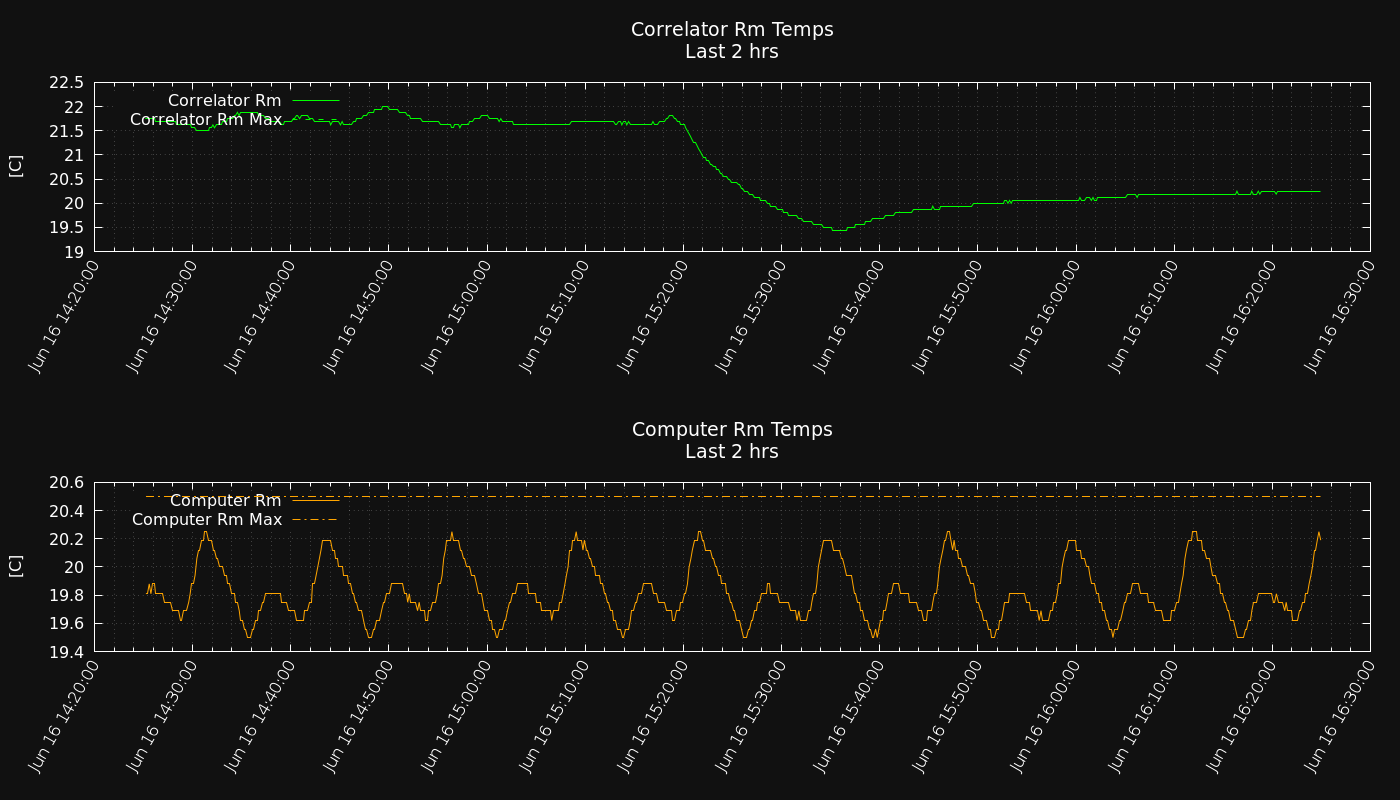 Correlator Rm Temps
Last 2 hrs
22.5
22
21.5
21
20.5
20
19.5
19
[C]
Correlator Rm
Correlator Rm Max
Jun 16 14:20:00
Jun 16 14:30:00
Jun 16 14:40:00
Jun 16 14:50:00
Jun 16 15:00:00
Jun 16 15:10:00
Jun 16 15:20:00
Jun 16 15:30:00
Jun 16 15:40:00
Jun 16 15:50:00
Jun 16 16:00:00
Jun 16 16:10:00
Jun 16 16:20:00
Jun 16 16:30:00
Computer Rm Temps
Last 2 hrs
20.6
20.4
20.2
20
19.8
19.6
19.4
[C]
Computer Rm
Computer Rm Max
Jun 16 14:20:00
Jun 16 14:30:00
Jun 16 14:40:00
Jun 16 14:50:00
Jun 16 15:00:00
Jun 16 15:10:00
Jun 16 15:20:00
Jun 16 15:30:00
Jun 16 15:40:00
Jun 16 15:50:00
Jun 16 16:00:00
Jun 16 16:10:00
Jun 16 16:20:00
Jun 16 16:30:00